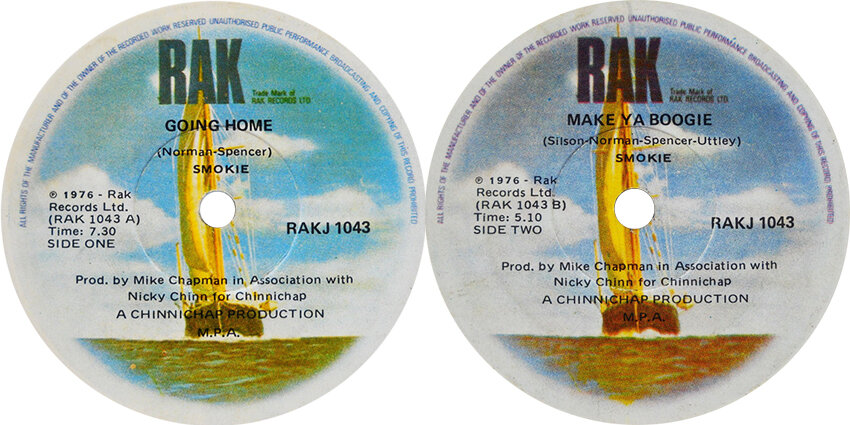 ALL RIGHTS OF THE MANUFACTURER AND OF THE OWNER OF THE RECORDED WORK RESERVED UNAUTHORISED PUBLIC PERFORMANCE BROADCASTING AND COPYING OF THIS RECORD PROHIBITED
RAK
Trade Mark of
RAK RECORDS LTD.
GOING HOME
(Norman-Spencer)
SMOKIE
℗ 1976 - Rak
Records Ltd.
(RAK 1043 A)
Time: 7.30
SIDE ONE
RAKJ 1043
Prod. by Mike Chapman in Association with
Nicky Chinn for Chinnichap
A CHINNICHAP PRODUCTION
M.P.A.
ALL RIGHTS OF THE MANUFACTURER AND OF THE OWNER OF THE RECORDED WORK RESERVED UNAUTHORISED PUBLIC PERFORMANCE BROADCASTING AND COPYING OF THIS RECORD PROHIBITED
RAK
Trade Mark of
RAK RECORDS LTD.
MAKE YA BOOGIE
(Silson-Norman-Spencer-Uttley)
SMOKIE
℗ 1976 - Rak
Records Ltd.
(RAK 1043 B)
Time: 5.10
SIDE TWO
RAKJ 1043
Prod. by Mike Chapman in Association with
Nicky Chinn for Chinnichap
A CHINNICHAP PRODUCTION
M.P.A.